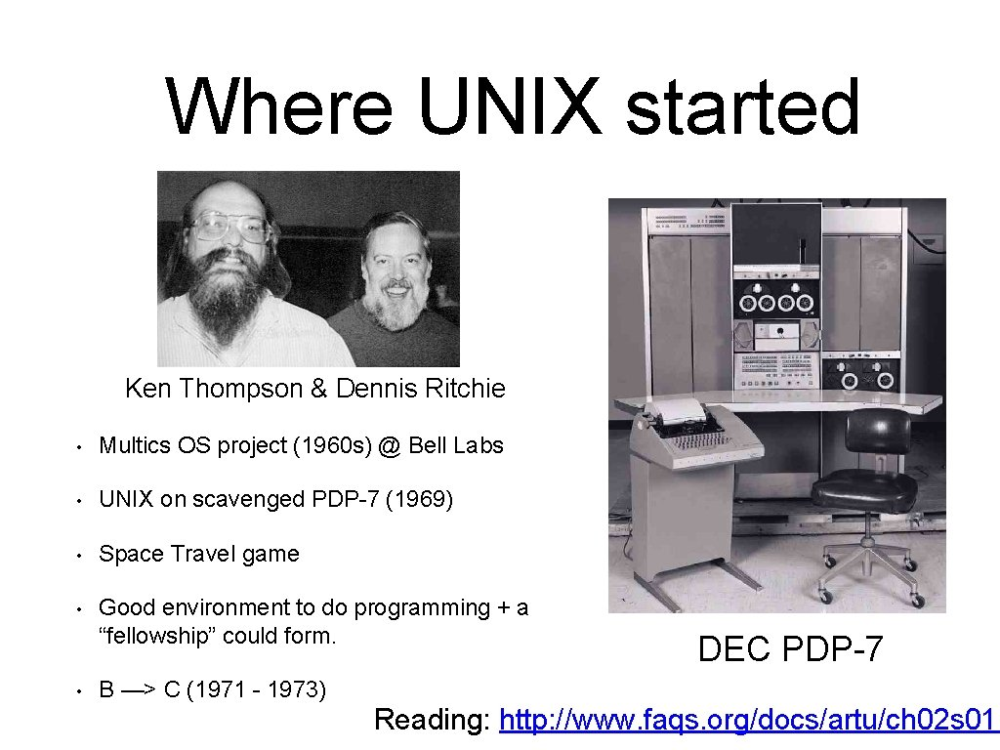 Where UNIX started
Ken Thompson & Dennis Ritchie
• Multics OS project (1960s) @ Bell Labs
• UNIX on scavenged PDP-7 (1969)
• Space Travel game
• Good environment to do programming + a
“fellowship” could form.
• B —> C (1971 - 1973)
DEC PDP-7
Reading: http://www. faqs. org/docs/artu/ch02s01